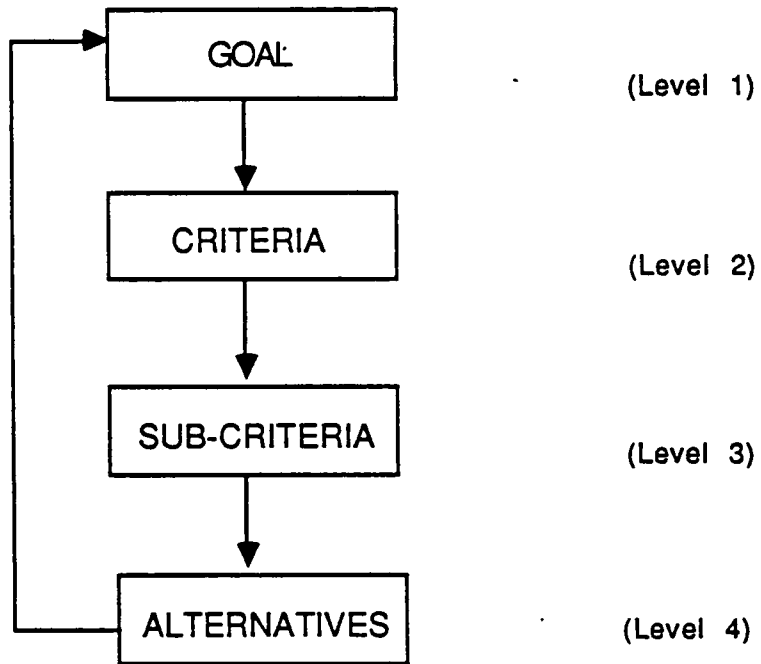 GOAL
(Level 1)
CRITERIA
(Level 2)
SUB-CRITERIA
(Level 3)
ALTERNATIVES
(Level 4)